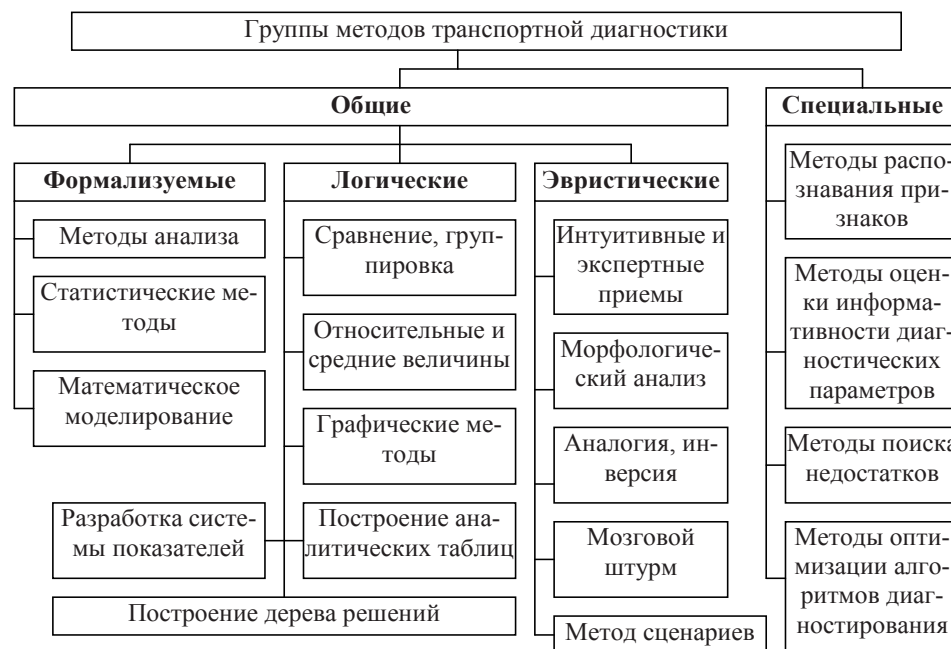 Группы методов транспортной диагностики
Общие
Специальные
Формализуемые
Логические
Эвристические
Методы анализа
Статистические ме-
тоды
Математическое
моделирование
Сравнение, груп-
пировка
Относительные и
средние величины
Графические ме-
тоды
Разработка систе-
мы показателей
Построение ана-
литических таблиц
Построение дерева решений
Интуитивные и
экспертные
приемы
Морфологиче-
ский анализ
Аналогия, ин-
версия
Мозговой
штурм
Метод сценариев
Методы распо-
знавания при-
знаков
Методы оцен-
ки информа-
тивности диаг-
ностических
параметров
Методы поиска
недостатков
Методы опти-
мизации алго-
ритмов диаг-
ностирования